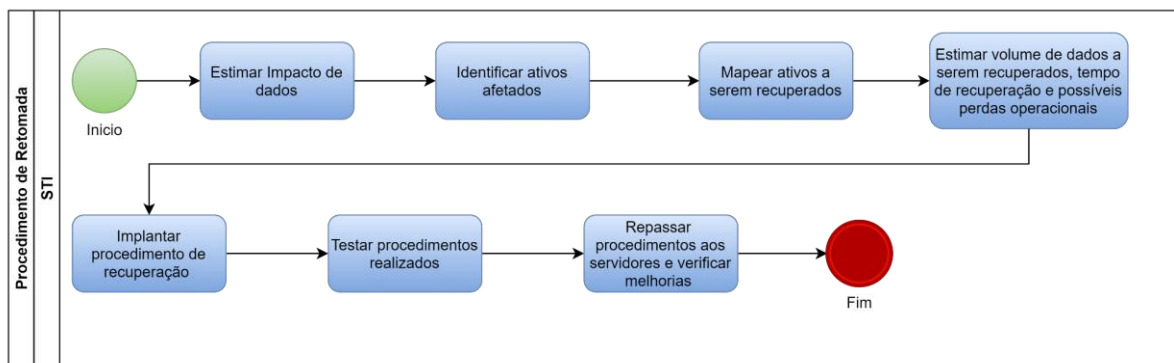 Procedimento de Retomada
STI
Inicio
Estimar Impacto de
dados
Identificar ativos
afetados
Mapear ativos a
serem recuperados
Estimar volume de dados a
serem recuperados, tempo
de recuperação e possíveis
perdas operacionais
Implantar
procedimento de
recuperação
Testar procedimentos
realizados
Repassar
procedimentos aos
servidores e verificar
melhorias
Fim